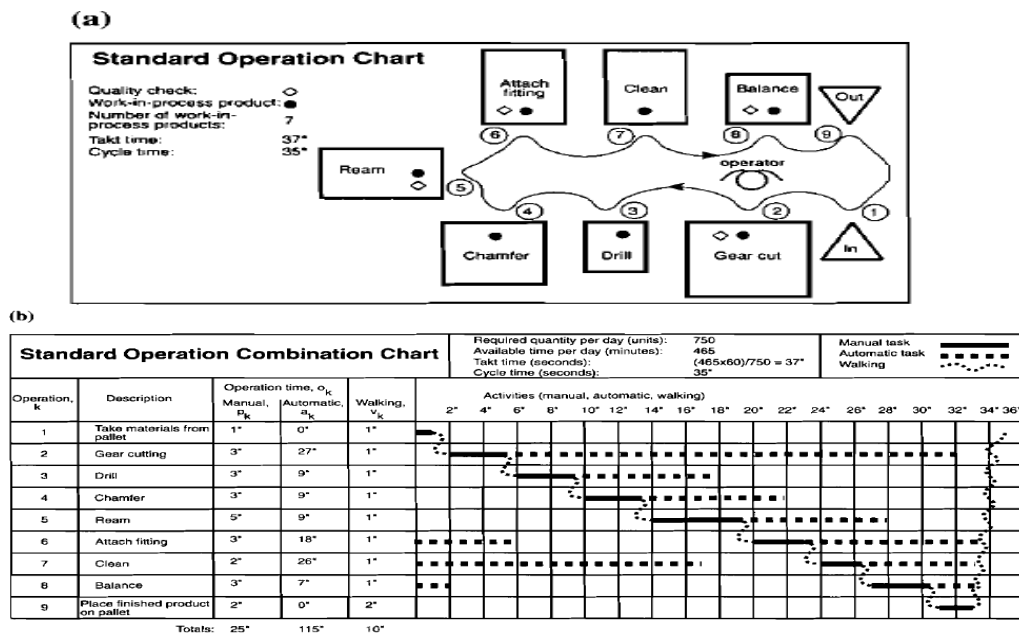 (a)
Standard Operation Chart
Quality check: ◇
Work-in-process product: ●
Number of work-in-
process products: 7
Takt time: 37"
Cycle time: 35"
Attach
fitting
Clean
Balance
Out
6
7
8
9
operator
Ream
5
4
3
2
1
Chamfer
Drill
Gear cut
In
(b)
Standard Operation Combination Chart
Required quantity per day (units): 750
Available time per day (minutes): 465
Takt time (seconds): (465x60)/750 = 37"
Cycle time (seconds): 35"
Manual task
Automatic task
Walking
Operation, k
Description
Operation time, ok
Manual, pk
Automatic, ak
Walking, vk
Activities (manual, automatic, walking)
2" 4" 6" 8" 10" 12" 14" 16" 18" 20" 22" 24" 26" 28" 30" 32" 34" 36"
1 Take materials from pallet 1" 0" 1"
2 Gear cutting 3" 27" 1"
3 Drill 3" 9" 1"
4 Chamfer 3" 9" 1"
5 Ream 5" 9" 1"
6 Attach fitting 3" 18" 1"
7 Clean 2" 26" 1"
8 Balance 3" 7" 1"
9 Place finished product on pallet 2" 0" 2"
Totals: 25" 115" 10"